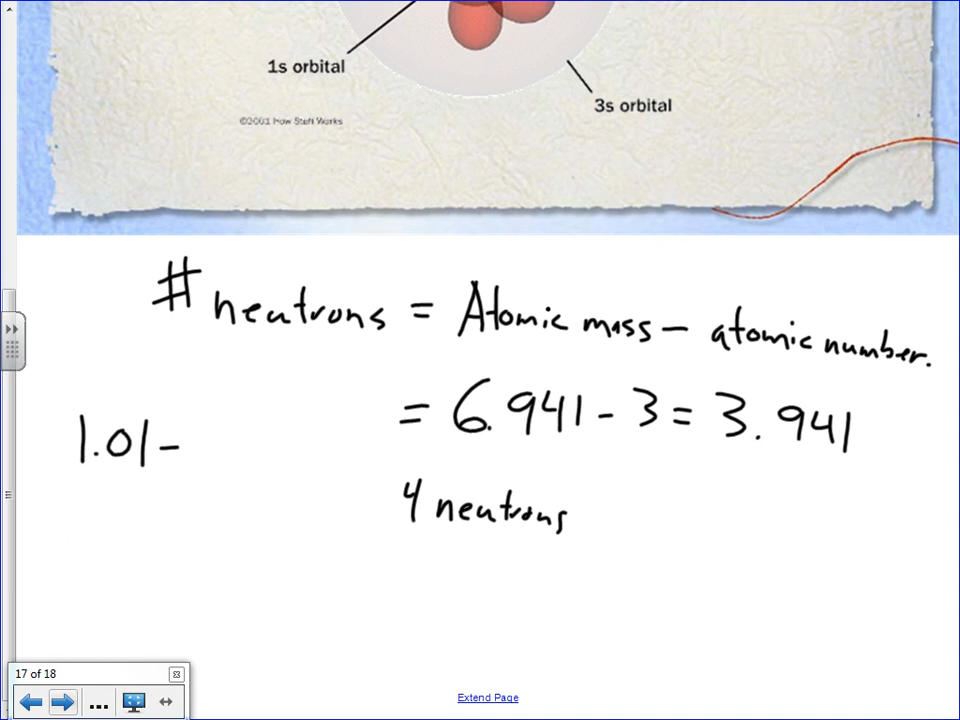 1s orbital
3s orbital
©2001 How Stuff Works
# neutrons = Atomic mass - atomic number.
= 6.941 - 3 = 3.941
1.01 -
4 neutrons
17 of 18
...
Extend Page